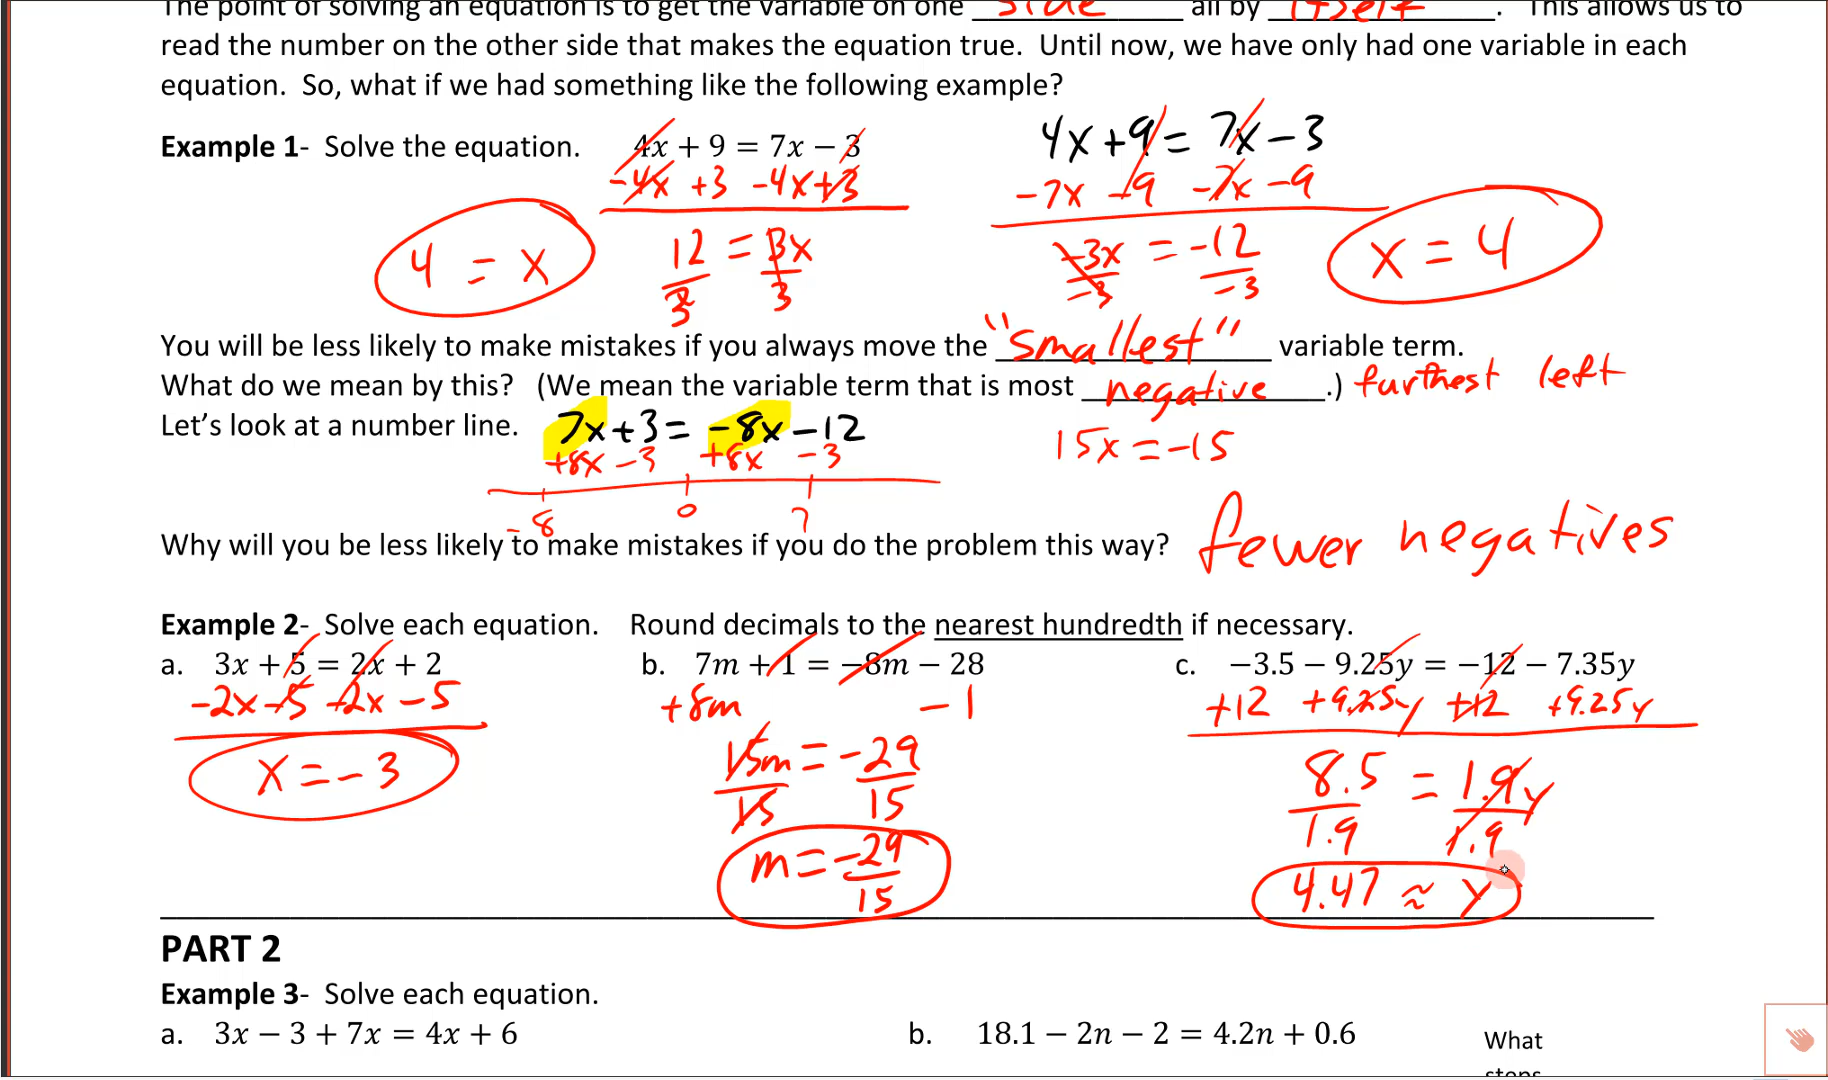 The point of solving an equation is to get the variable on one side all by itself. This allows us to
read the number on the other side that makes the equation true. Until now, we have only had one variable in each
equation. So, what if we had something like the following example?
Example 1- Solve the equation. 4x + 9 = 7x − 3
-4x +3 -4x +3
12 = 3x
3 3
4 = x
4x + 9 = 7x - 3
-7x -9 -7x -9
-3x = -12
-3 -3
x = 4
You will be less likely to make mistakes if you always move the "smallest" variable term.
What do we mean by this? (We mean the variable term that is most negative.) furthest left
Let's look at a number line. 7x + 3 = -8x - 12
+8x - 3 +8x - 3
15x = -15
-8 0 7
Why will you be less likely to make mistakes if you do the problem this way? fewer negatives
Example 2- Solve each equation. Round decimals to the nearest hundredth if necessary.
a. 3x + 5 = 2x + 2
-2x -5 -2x -5
x = -3
b. 7m + 1 = −8m − 28
+8m -1
15m = -29
15 15
m = -29
15
c. −3.5 − 9.25y = −12 − 7.35y
+12 +9.25y +12 +9.25y
8.5 = 1.9y
1.9 1.9
4.47 ≈ y
PART 2
Example 3- Solve each equation.
a. 3x − 3 + 7x = 4x + 6
b. 18.1 − 2n − 2 = 4.2n + 0.6
What
steps